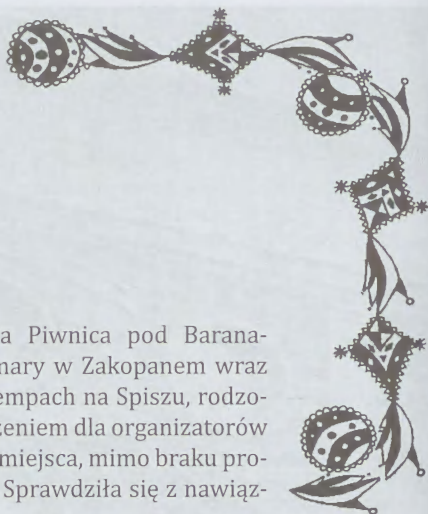 a Piwnica pod Barana-
nary w Zakopanem wraz
empach na Spiszu, rodzo-
zeniem dla organizatorów
miejsca, mimo braku pro-
Sprawdziła się z nawiąz-